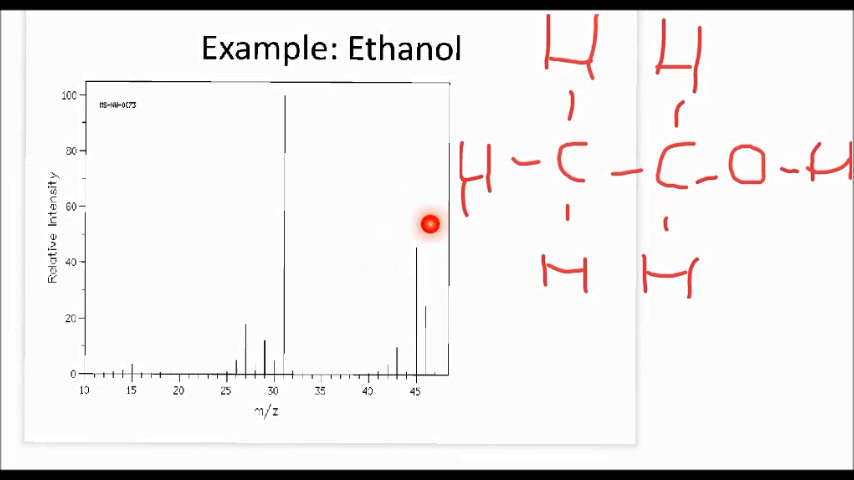 Example: Ethanol
MS-NW-0073
Relative Intensity
100
80
60
40
20
0
10 15 20 25 30 35 40 45
m/z
H H
H - C - C - O - H
H H